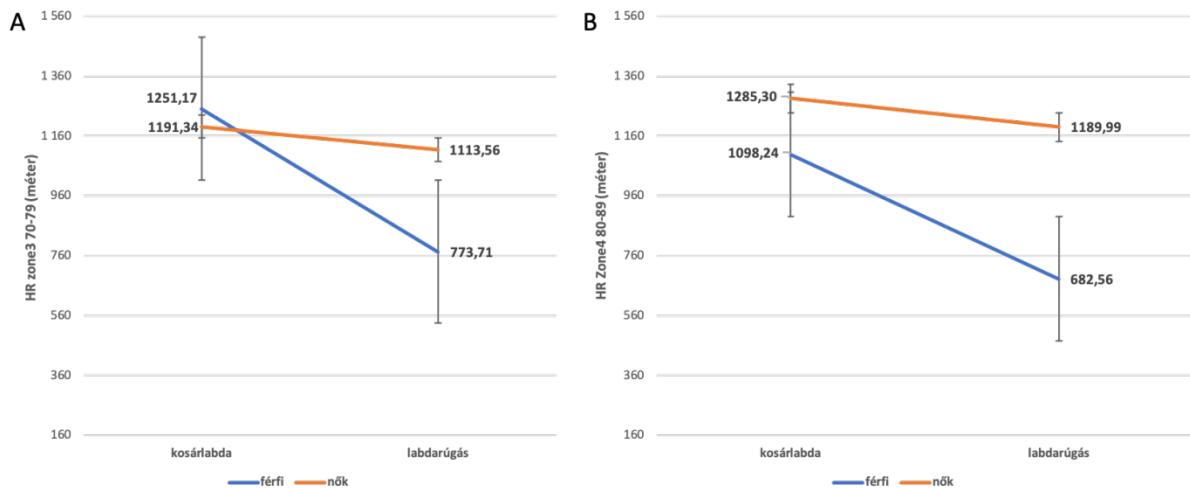 A
HR zone3 70-79 (méter)
1 560
1 360
1 160
960
760
560
360
160
1251,17
1191,34
1113,56
773,71
kosárlabda
labdarúgás
férfi
nők
B
HR Zone4 80-89 (méter)
1 560
1 360
1 160
960
760
560
360
160
1285,30
1189,99
1098,24
682,56
kosárlabda
labdarúgás
férfi
nők